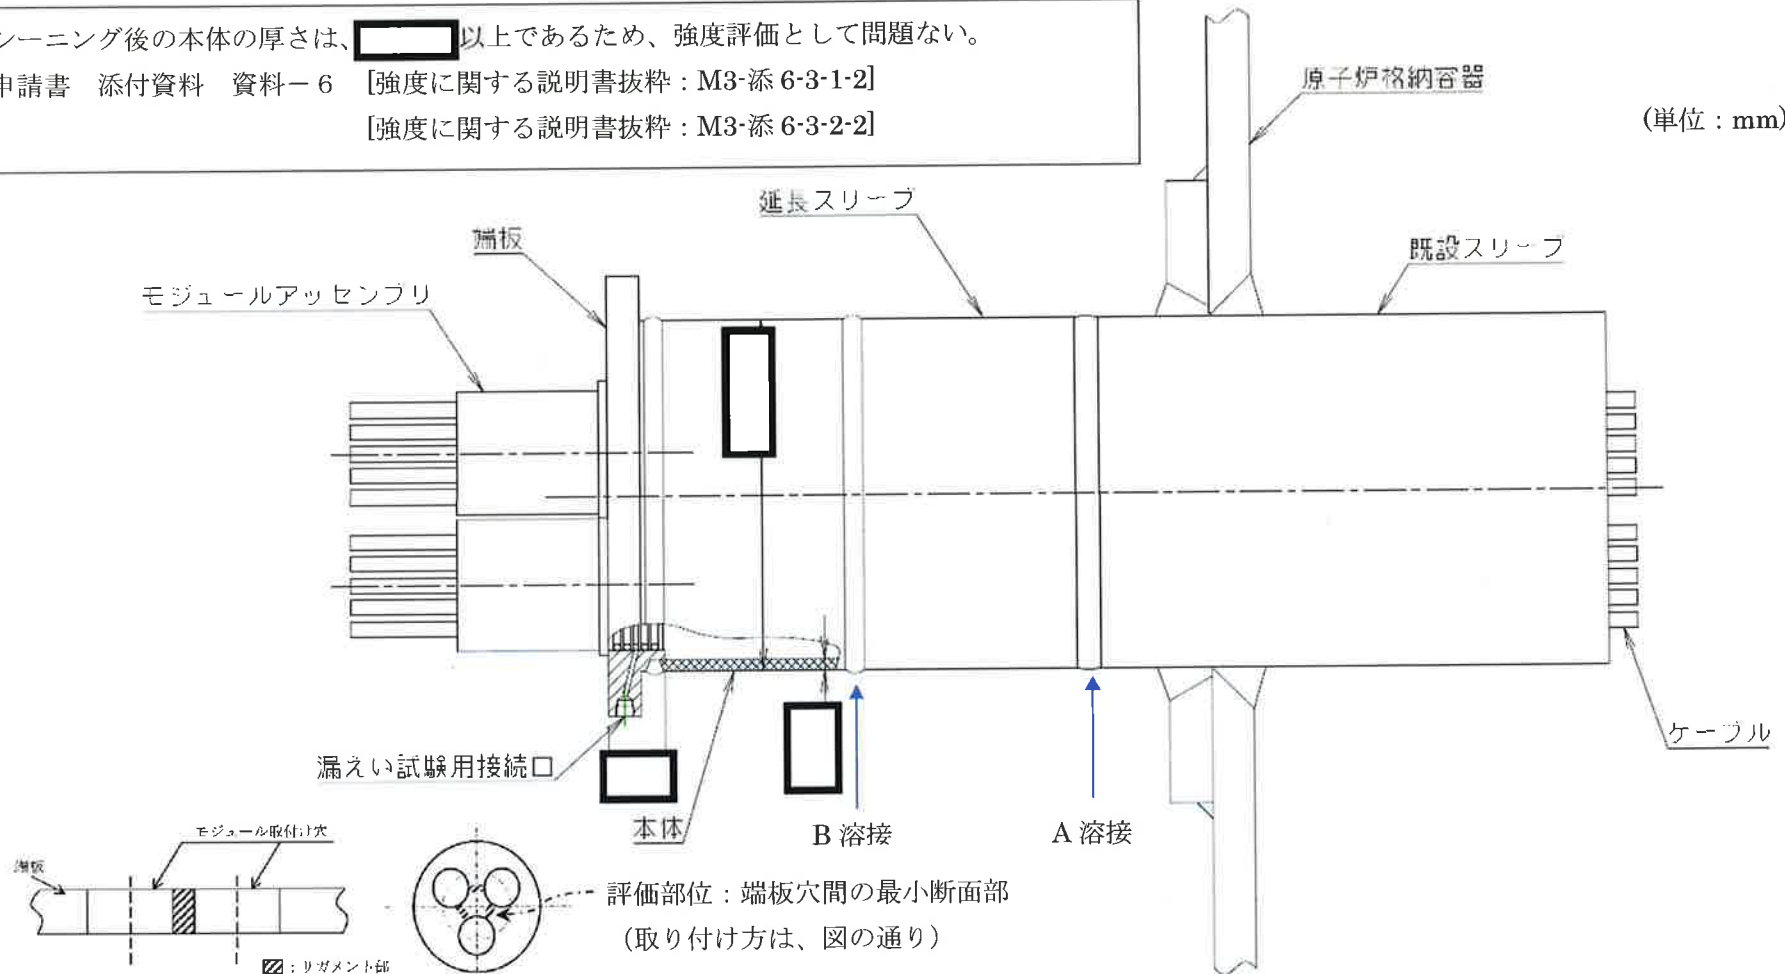 シーニング後の本体の厚さは、 以上であるため、強度評価として問題ない。
申請書 添付資料 資料－6 [強度に関する説明書抜粋：M3-添 6-3-1-2]
[強度に関する説明書抜粋：M3-添 6-3-2-2]
(単位：mm)
原子炉格納容器
延長スリーブ
端板
既設スリーブ
モジュールアッセンブリ
漏えい試験用接続口
ケーブル
本体
B 溶接
A 溶接
モジュール取付け穴
端板
評価部位：端板穴間の最小断面部
（取り付け方は、図の通り）
：リガメント部